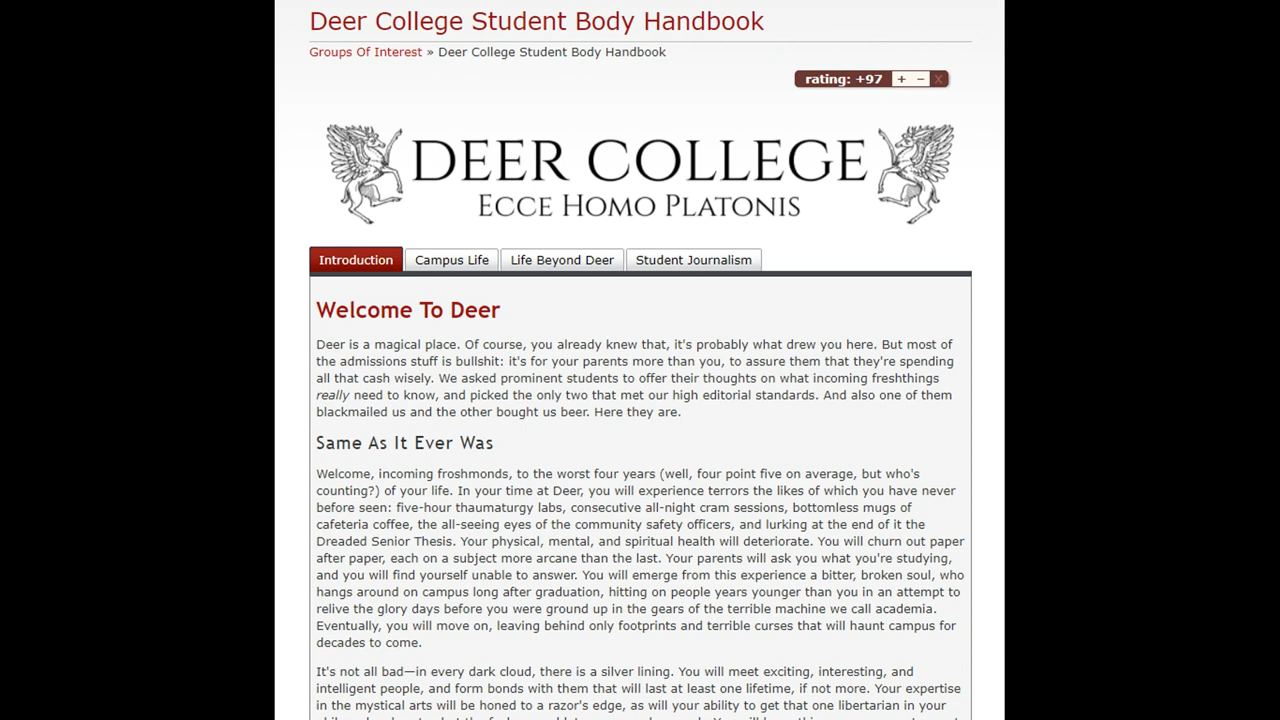 Deer College Student Body Handbook
Groups Of Interest » Deer College Student Body Handbook
rating: +97 + − X
DEER COLLEGE
ECCE HOMO PLATONIS
Introduction Campus Life Life Beyond Deer Student Journalism
Welcome To Deer
Deer is a magical place. Of course, you already knew that, it's probably what drew you here. But most of
the admissions stuff is bullshit: it's for your parents more than you, to assure them that they're spending
all that cash wisely. We asked prominent students to offer their thoughts on what incoming freshthings
really need to know, and picked the only two that met our high editorial standards. And also one of them
blackmailed us and the other bought us beer. Here they are.
Same As It Ever Was
Welcome, incoming froshmonds, to the worst four years (well, four point five on average, but who's
counting?) of your life. In your time at Deer, you will experience terrors the likes of which you have never
before seen: five-hour thaumaturgy labs, consecutive all-night cram sessions, bottomless mugs of
cafeteria coffee, the all-seeing eyes of the community safety officers, and lurking at the end of it the
Dreaded Senior Thesis. Your physical, mental, and spiritual health will deteriorate. You will churn out paper
after paper, each on a subject more arcane than the last. Your parents will ask you what you're studying,
and you will find yourself unable to answer. You will emerge from this experience a bitter, broken soul, who
hangs around on campus long after graduation, hitting on people years younger than you in an attempt to
relive the glory days before you were ground up in the gears of the terrible machine we call academia.
Eventually, you will move on, leaving behind only footprints and terrible curses that will haunt campus for
decades to come.
It's not all bad—in every dark cloud, there is a silver lining. You will meet exciting, interesting, and
intelligent people, and form bonds with them that will last at least one lifetime, if not more. Your expertise
in the mystical arts will be honed to a razor's edge, as will your ability to get that one libertarian in your